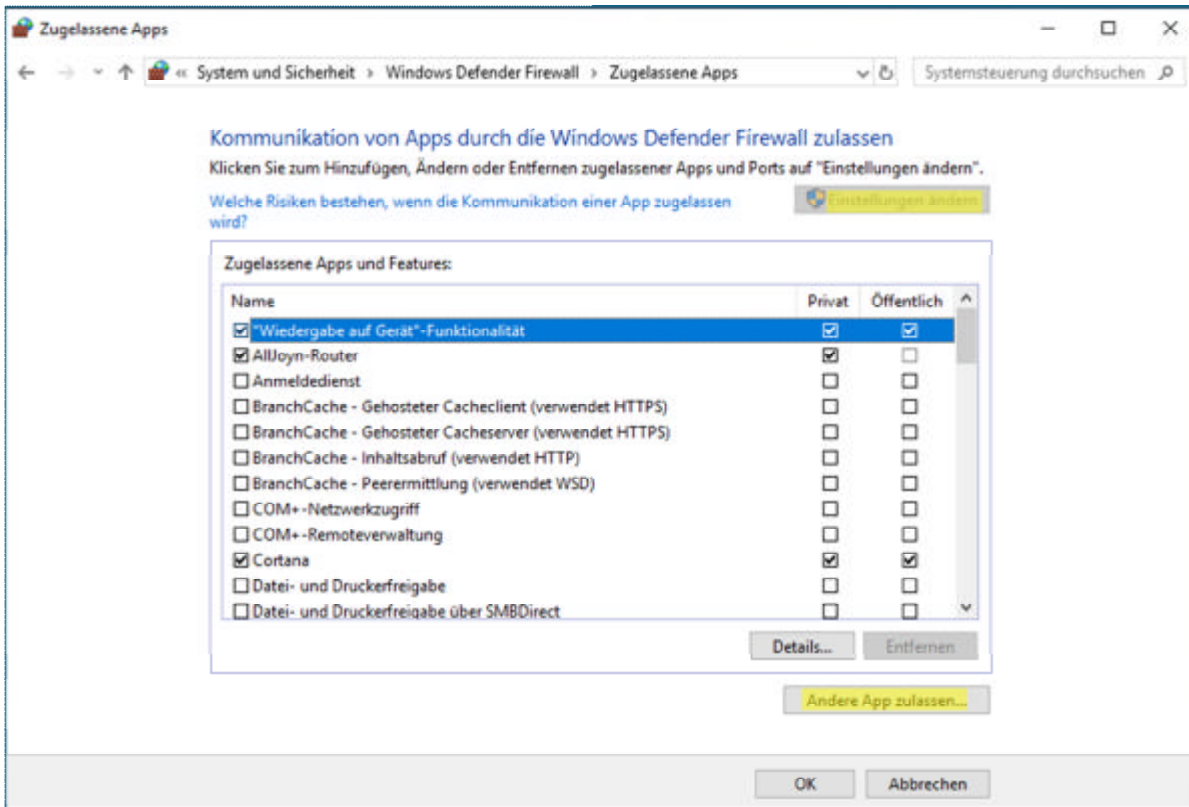 Zugelassene Apps
« System und Sicherheit › Windows Defender Firewall › Zugelassene Apps
Systemsteuerung durchsuchen
Kommunikation von Apps durch die Windows Defender Firewall zulassen
Klicken Sie zum Hinzufügen, Ändern oder Entfernen zugelassener Apps und Ports auf "Einstellungen ändern".
Welche Risiken bestehen, wenn die Kommunikation einer App zugelassen
wird?
Einstellungen ändern
Zugelassene Apps und Features:
Name Privat Öffentlich
"Wiedergabe auf Gerät"-Funktionalität
AllJoyn-Router
Anmeldedienst
BranchCache - Gehosteter Cacheclient (verwendet HTTPS)
BranchCache - Gehosteter Cacheserver (verwendet HTTPS)
BranchCache - Inhaltsabruf (verwendet HTTP)
BranchCache - Peerermittlung (verwendet WSD)
COM+-Netzwerkzugriff
COM+-Remoteverwaltung
Cortana
Datei- und Druckerfreigabe
Datei- und Druckerfreigabe über SMBDirect
Details... Entfernen
Andere App zulassen...
OK Abbrechen